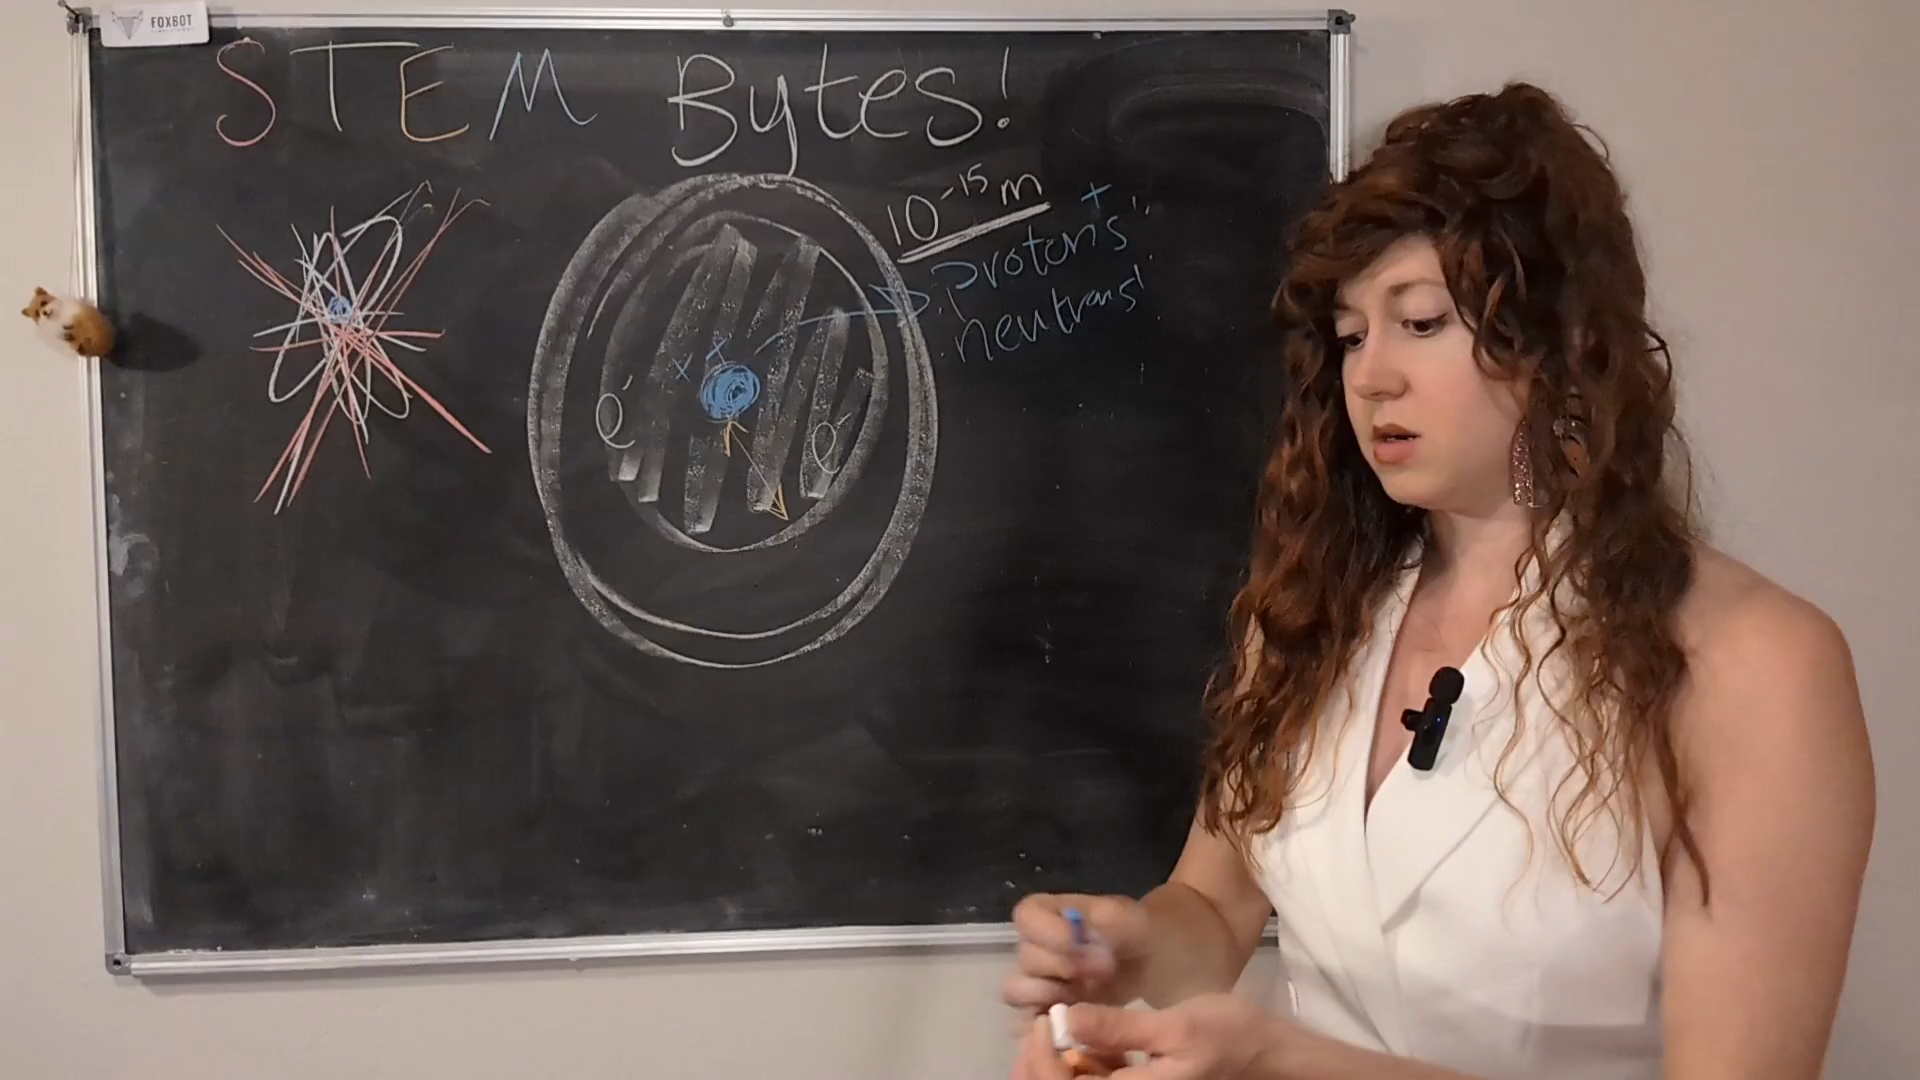 FOXBOT
STEM Bytes!
10⁻¹⁵ m
+
protons
neutrons
+ +
e⁻ e⁻